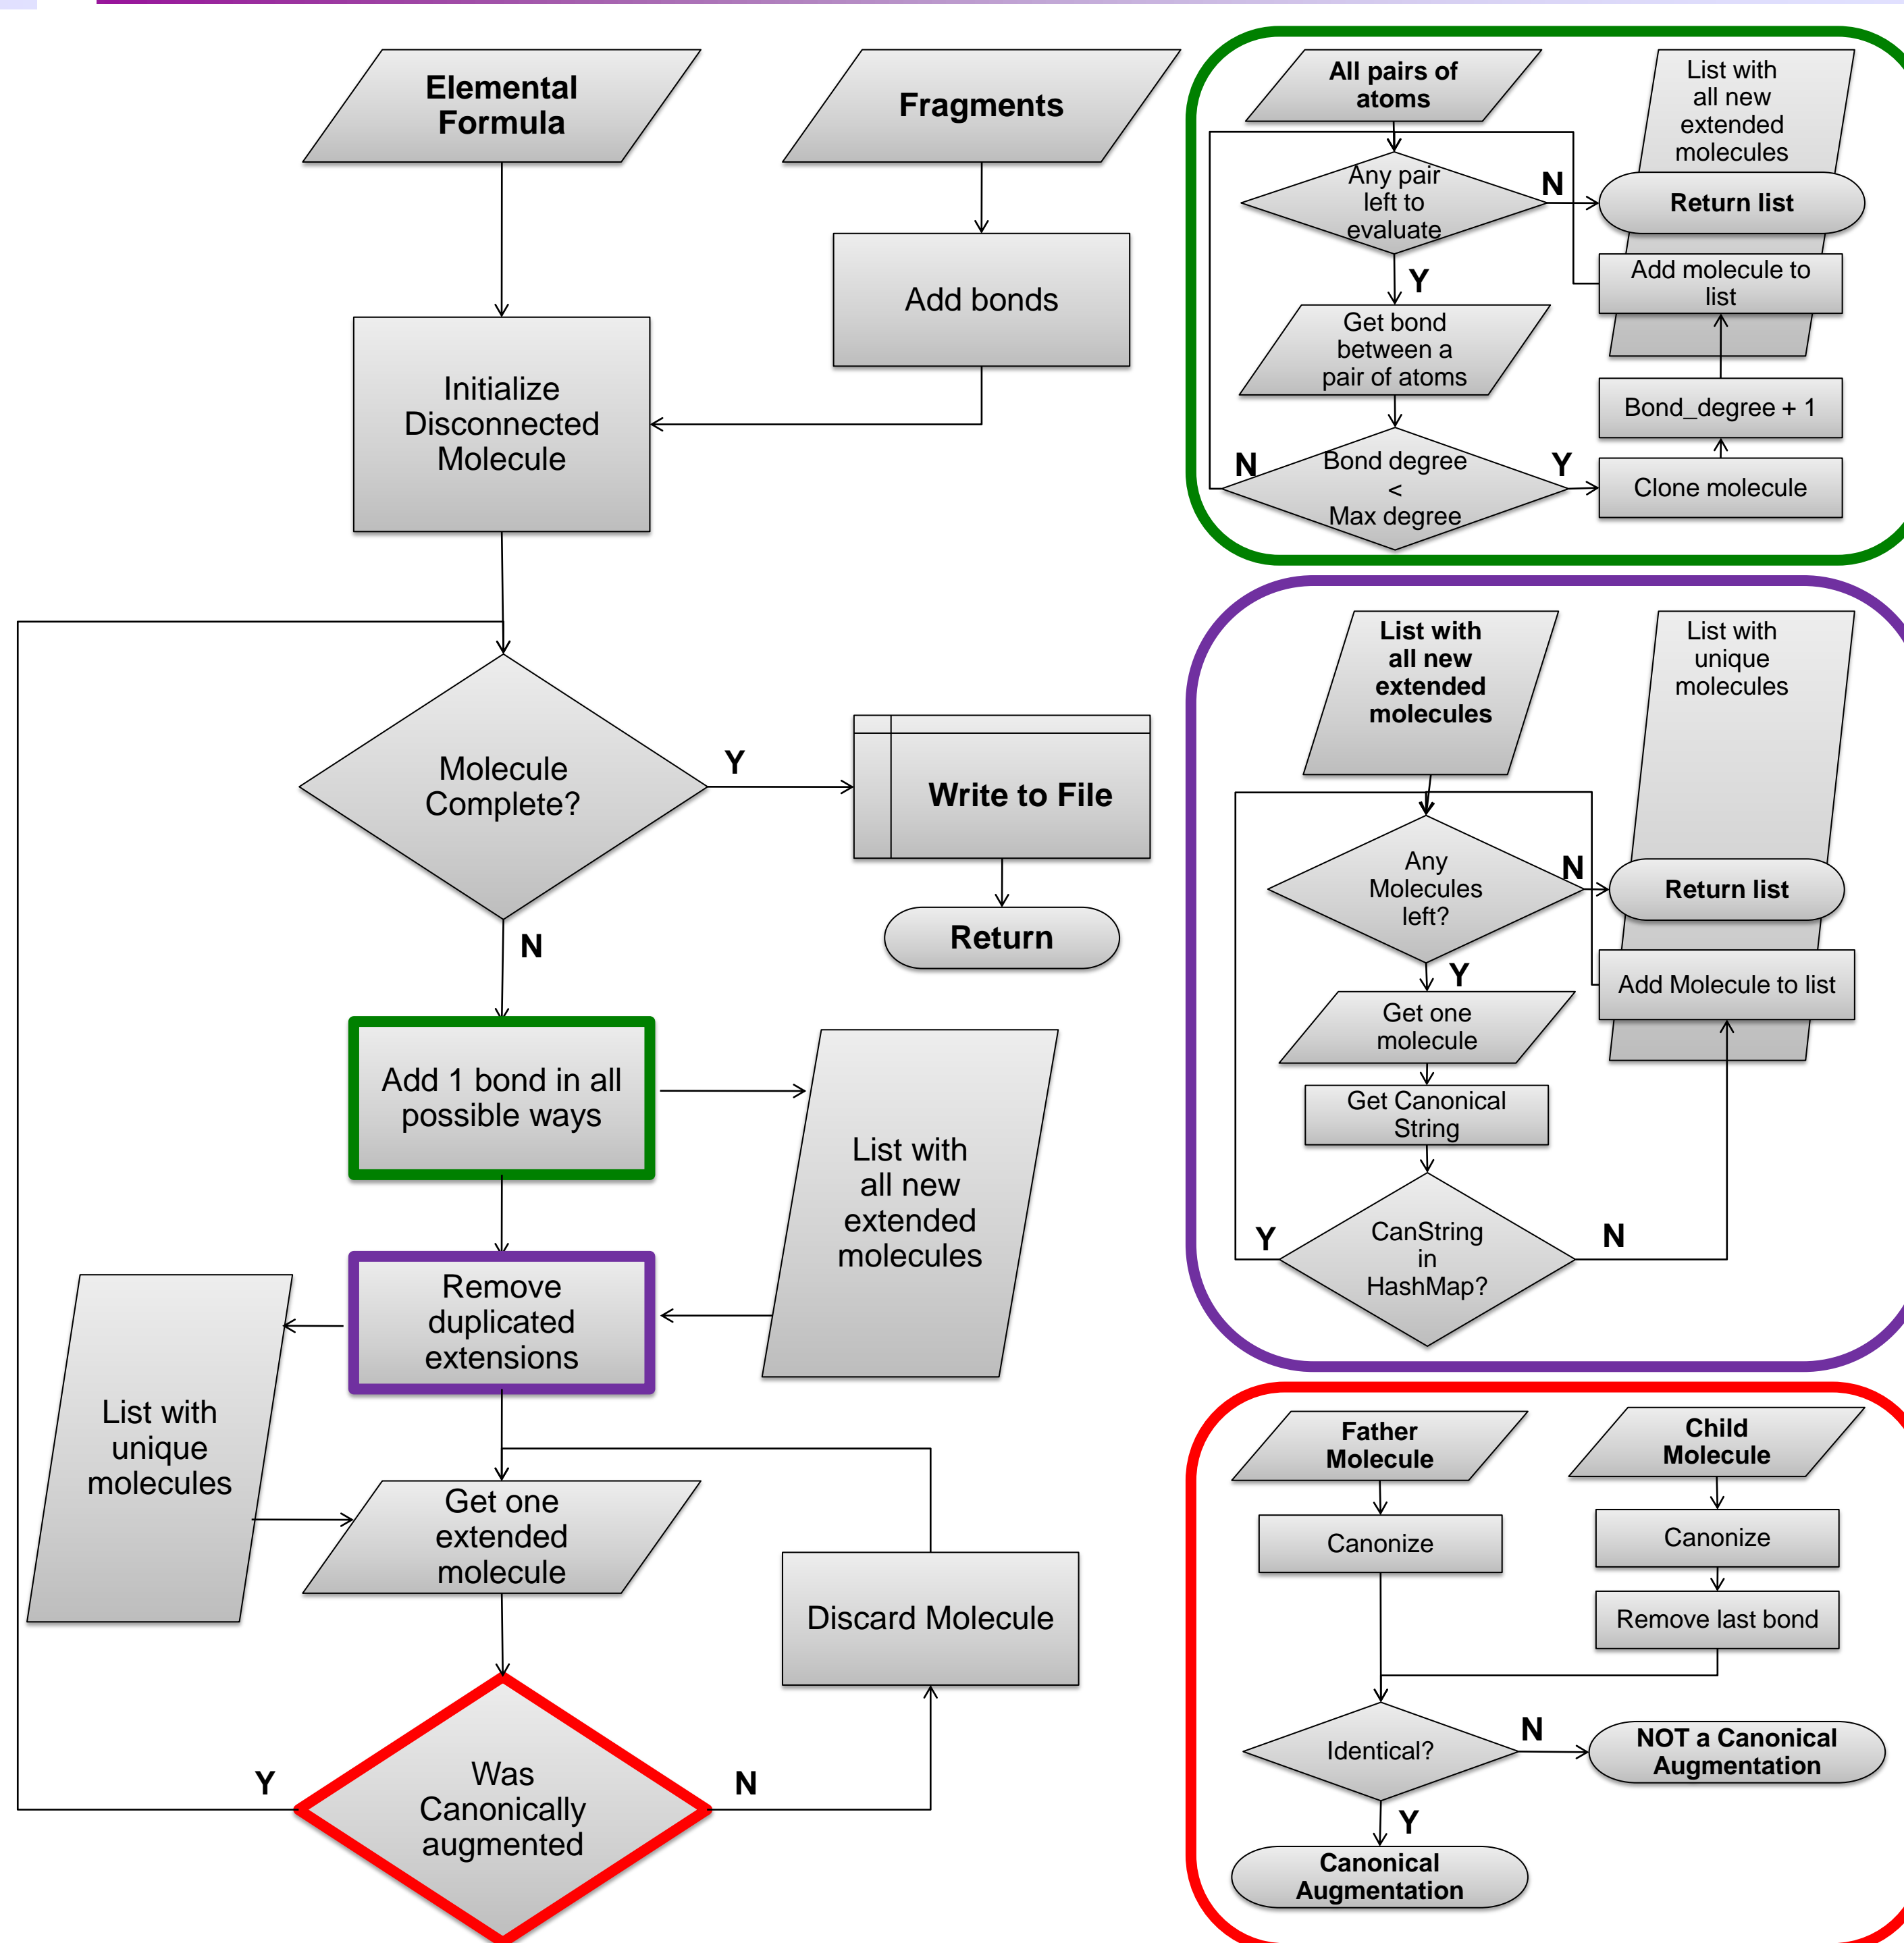 Elemental
Formula
Fragments
Add bonds
Initialize
Disconnected
Molecule
Molecule
Complete?
Y
Write to File
Return
N
Add 1 bond in all
possible ways
List with
all new
extended
molecules
Remove
duplicated
extensions
List with
unique
molecules
Get one
extended
molecule
Discard Molecule
Was
Canonically
augmented
Y
N
All pairs of
atoms
List with
all new
extended
molecules
Any pair
left to
evaluate
N
Return list
Y
Add molecule to
list
Get bond
between a
pair of atoms
Bond_degree + 1
N
Bond degree
<
Max degree
Y
Clone molecule
List with
all new
extended
molecules
List with
unique
molecules
Any
Molecules
left?
N
Return list
Y
Add Molecule to list
Get one
molecule
Get Canonical
String
CanString
in
HashMap?
Y
N
Father
Molecule
Child
Molecule
Canonize
Canonize
Remove last bond
Identical?
N
NOT a Canonical
Augmentation
Y
Canonical
Augmentation